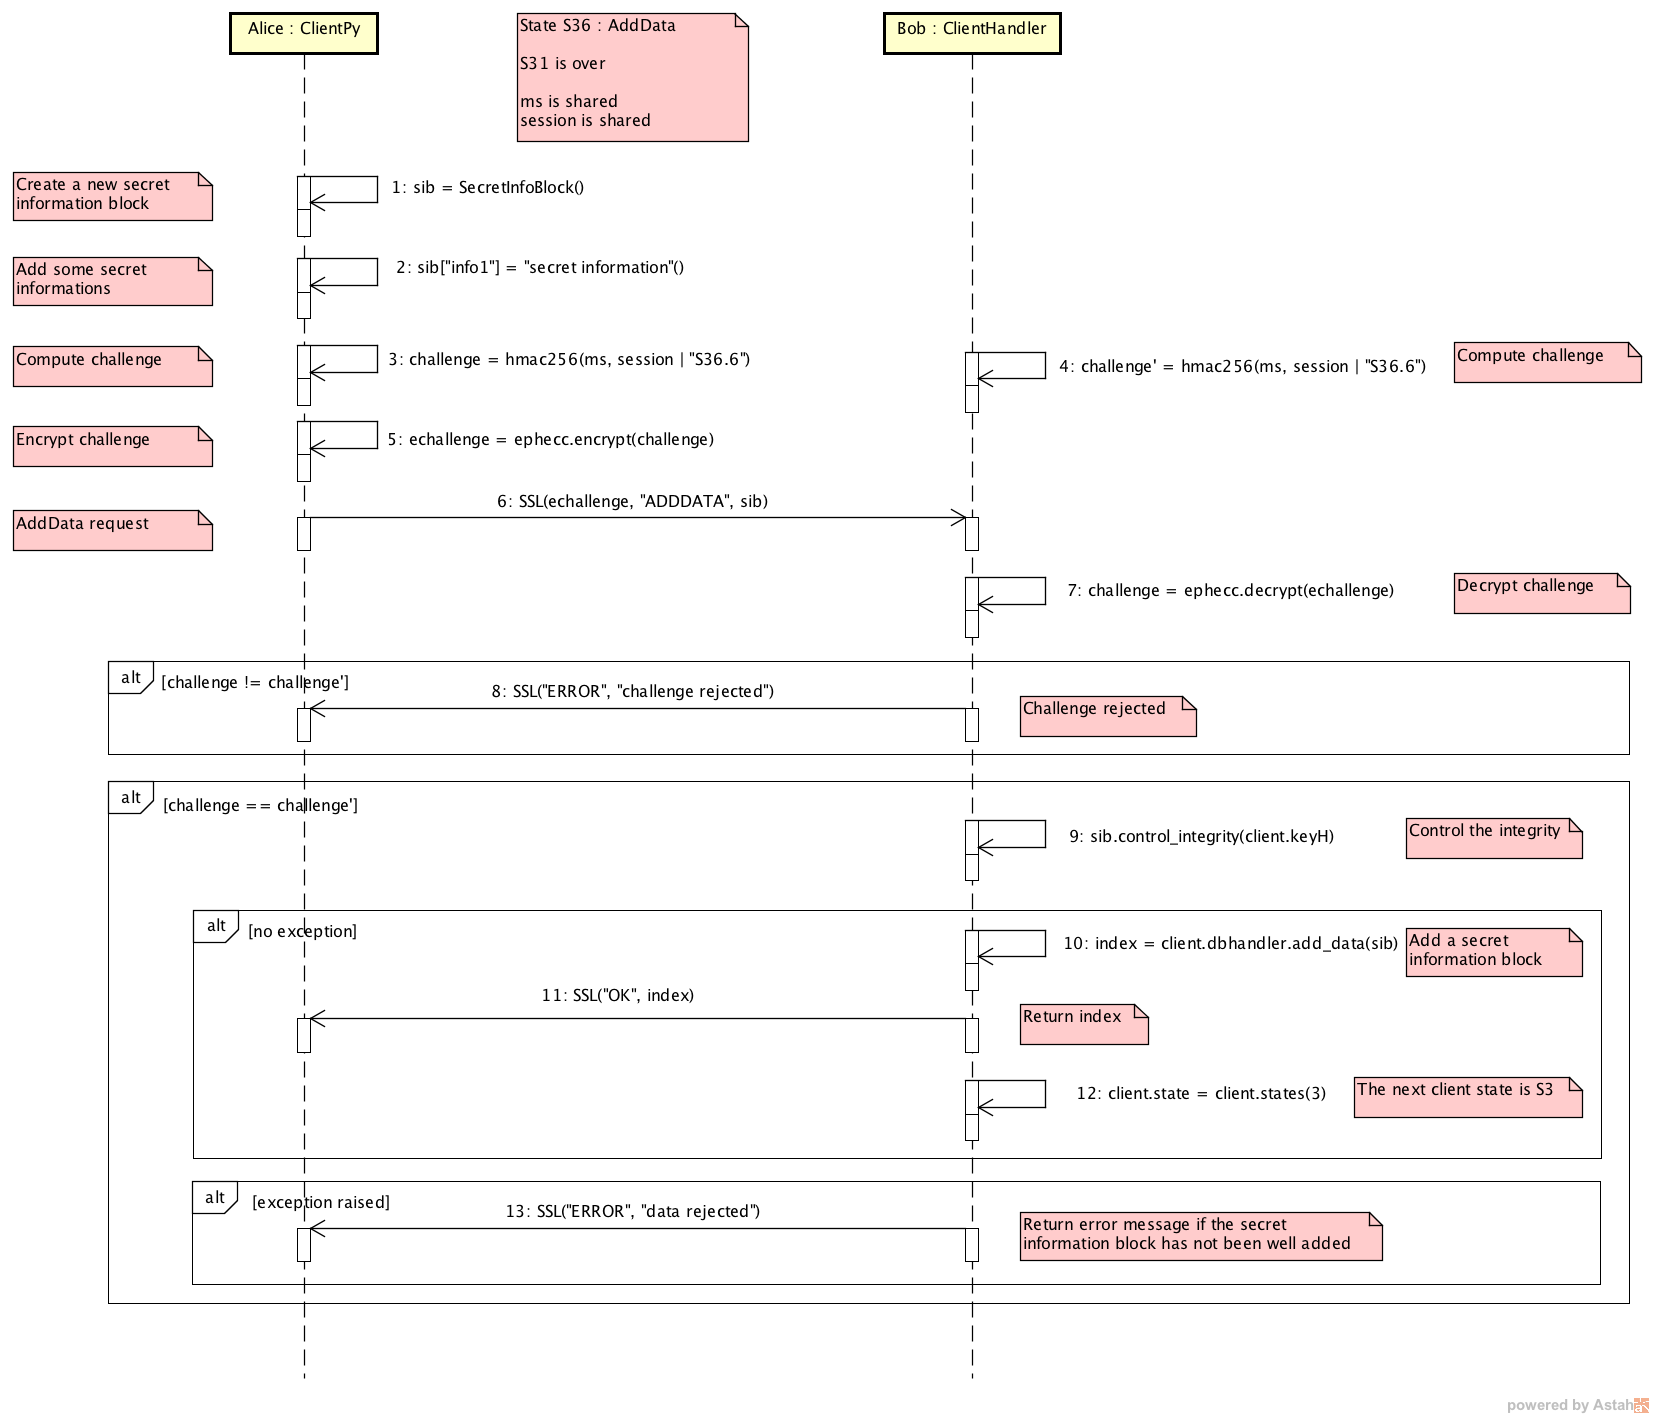 Alice : ClientPy
State S36 : AddData
S31 is over
ms is shared
session is shared
Bob : ClientHandler
Create a new secret
information block
1: sib = SecretInfoBlock()
Add some secret
informations
2: sib["info1"] = "secret information"()
Compute challenge
3: challenge = hmac256(ms, session | "S36.6")
4: challenge' = hmac256(ms, session | "S36.6")
Compute challenge
Encrypt challenge
5: echallenge = ephecc.encrypt(challenge)
AddData request
6: SSL(echallenge, "ADDDATA", sib)
7: challenge = ephecc.decrypt(echallenge)
Decrypt challenge
alt
[challenge != challenge']
8: SSL("ERROR", "challenge rejected")
Challenge rejected
alt
[challenge == challenge']
9: sib.control_integrity(client.keyH)
Control the integrity
alt
[no exception]
10: index = client.dbhandler.add_data(sib)
Add a secret
information block
11: SSL("OK", index)
Return index
12: client.state = client.states(3)
The next client state is S3
alt
[exception raised]
13: SSL("ERROR", "data rejected")
Return error message if the secret
information block has not been well added
powered by Astah